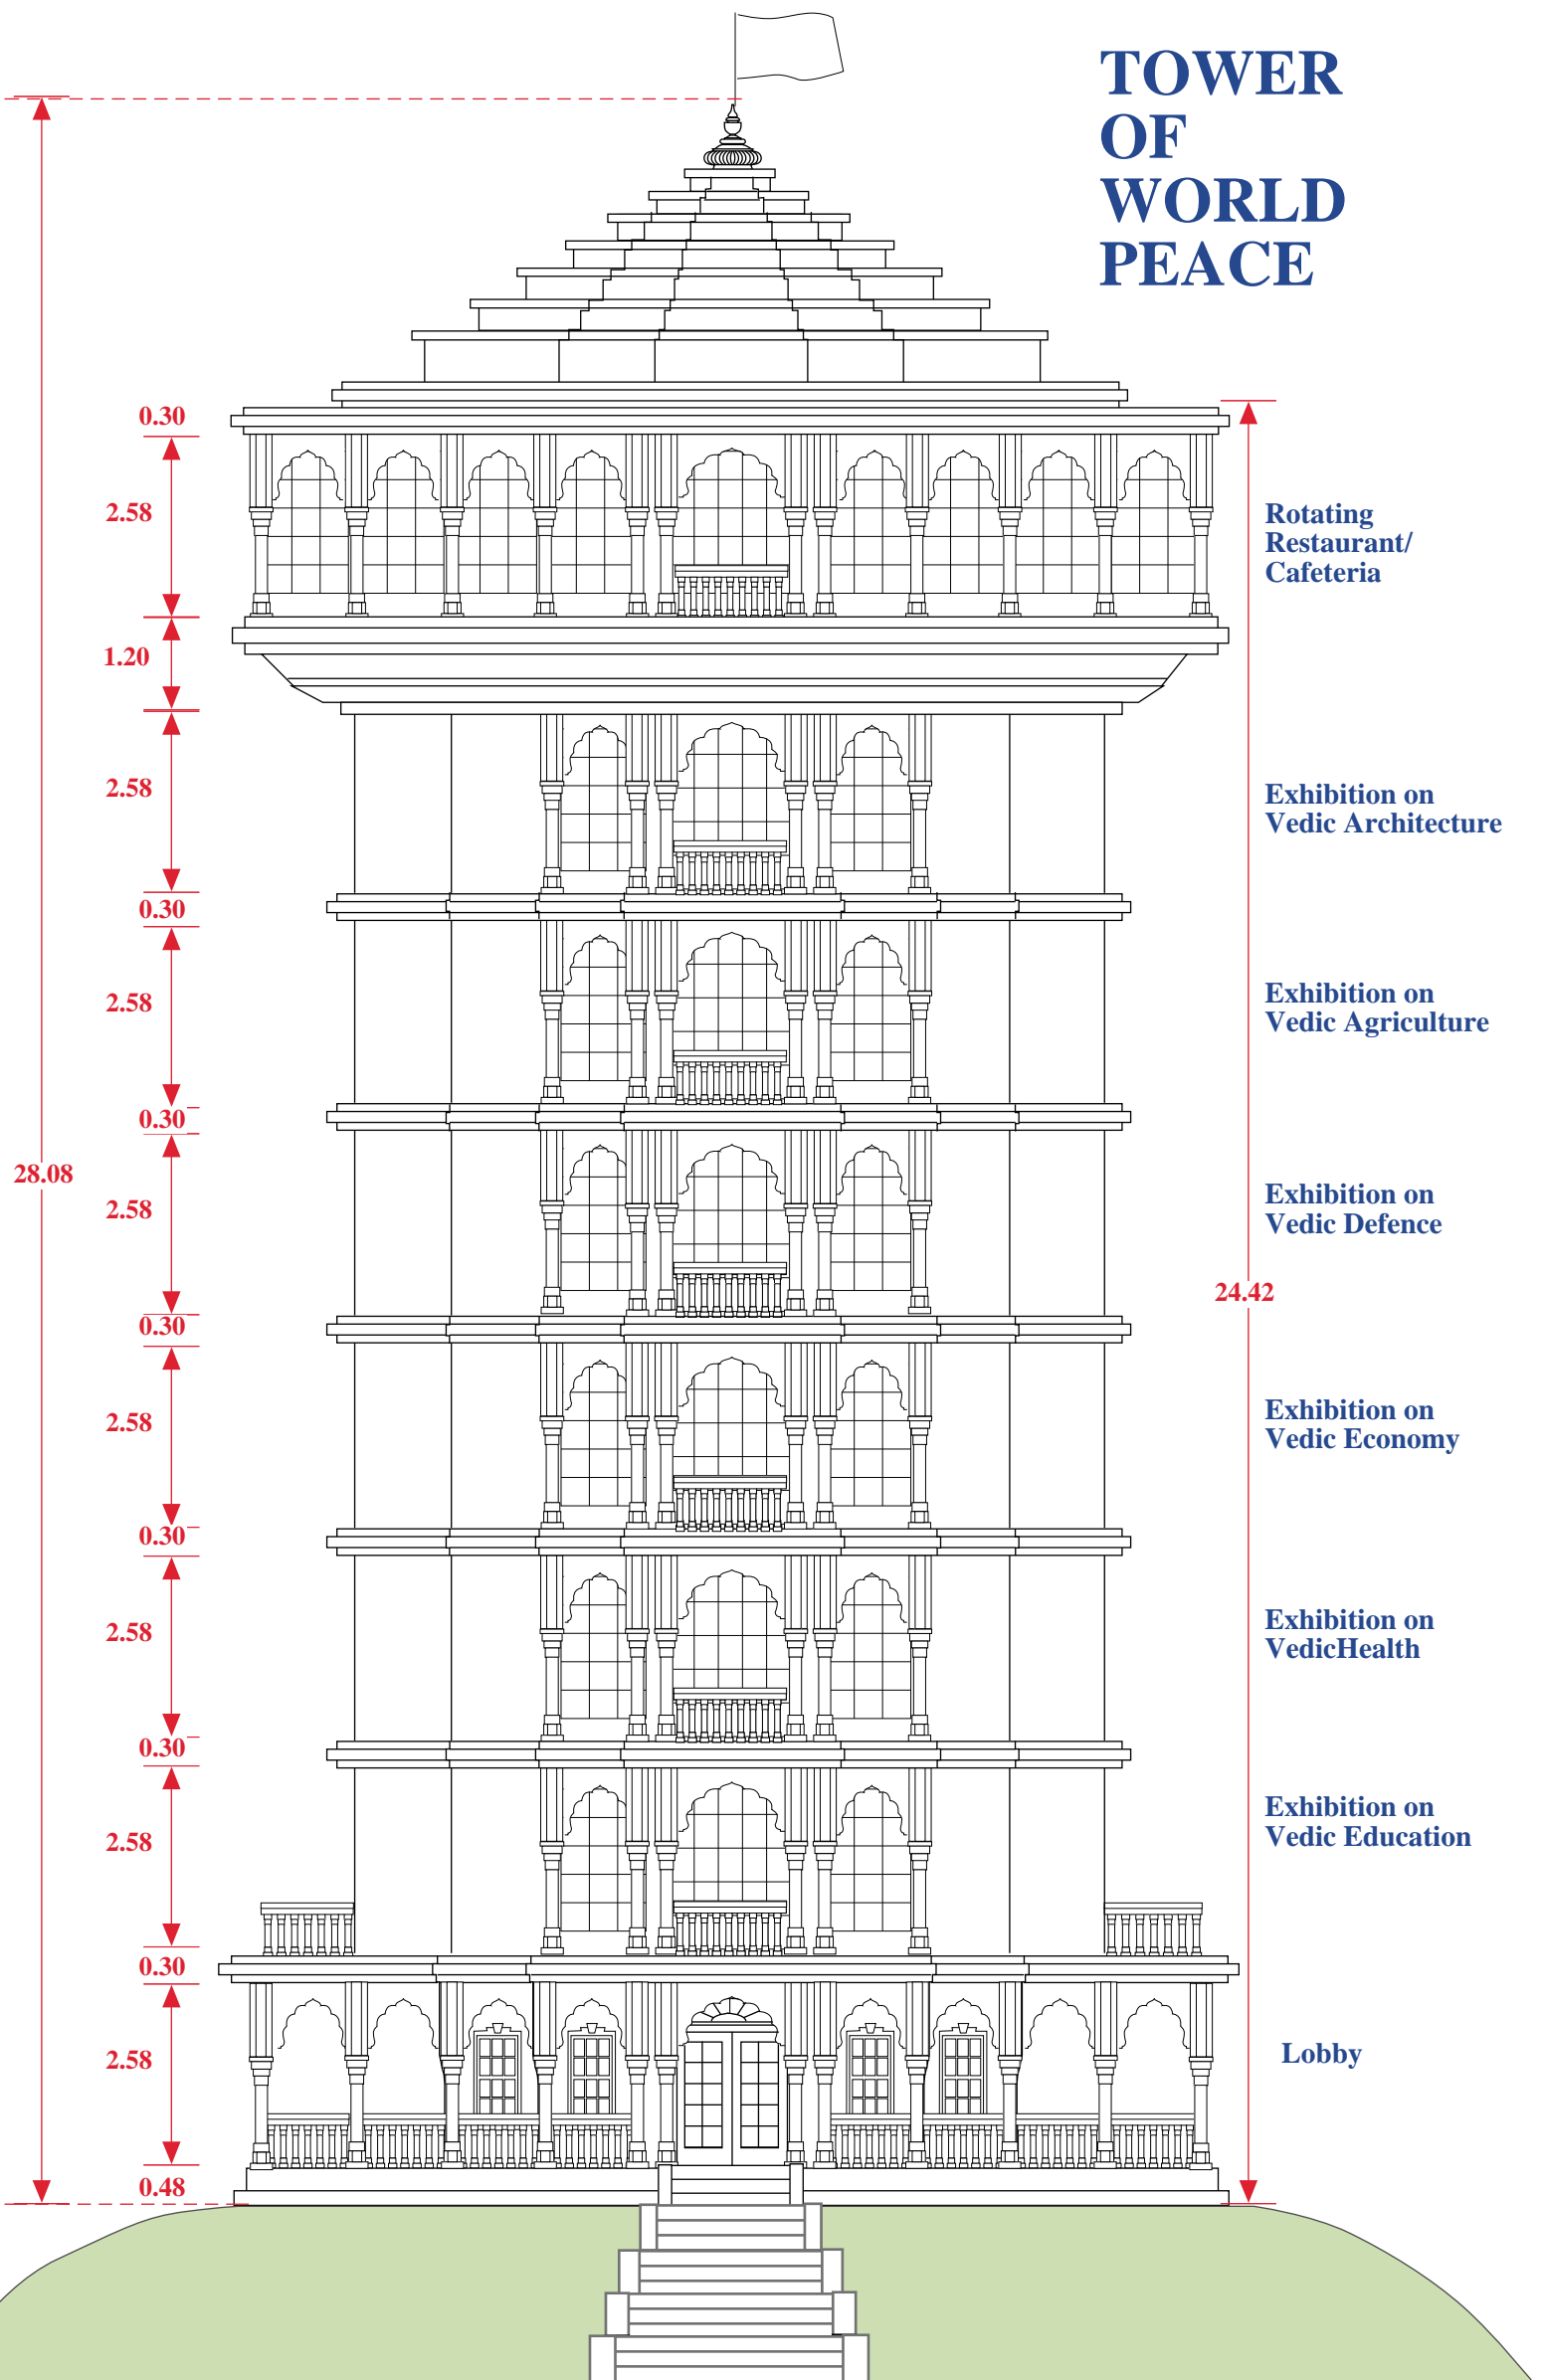 TOWER
OF
WORLD
PEACE
0.30
2.58
Rotating
Restaurant/
Cafeteria
1.20
2.58
Exhibition on
Vedic Architecture
0.30
2.58
Exhibition on
Vedic Agriculture
0.30
28.08
2.58
Exhibition on
Vedic Defence
24.42
0.30
2.58
Exhibition on
Vedic Economy
0.30
2.58
Exhibition on
VedicHealth
0.30
2.58
Exhibition on
Vedic Education
0.30
2.58
Lobby
0.48